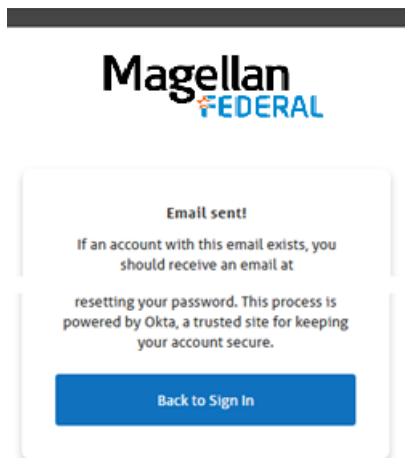 Magellan
FEDERAL
Email sent!
If an account with this email exists, you
should receive an email at
resetting your password. This process is
powered by Okta, a trusted site for keeping
your account secure.
Back to Sign In